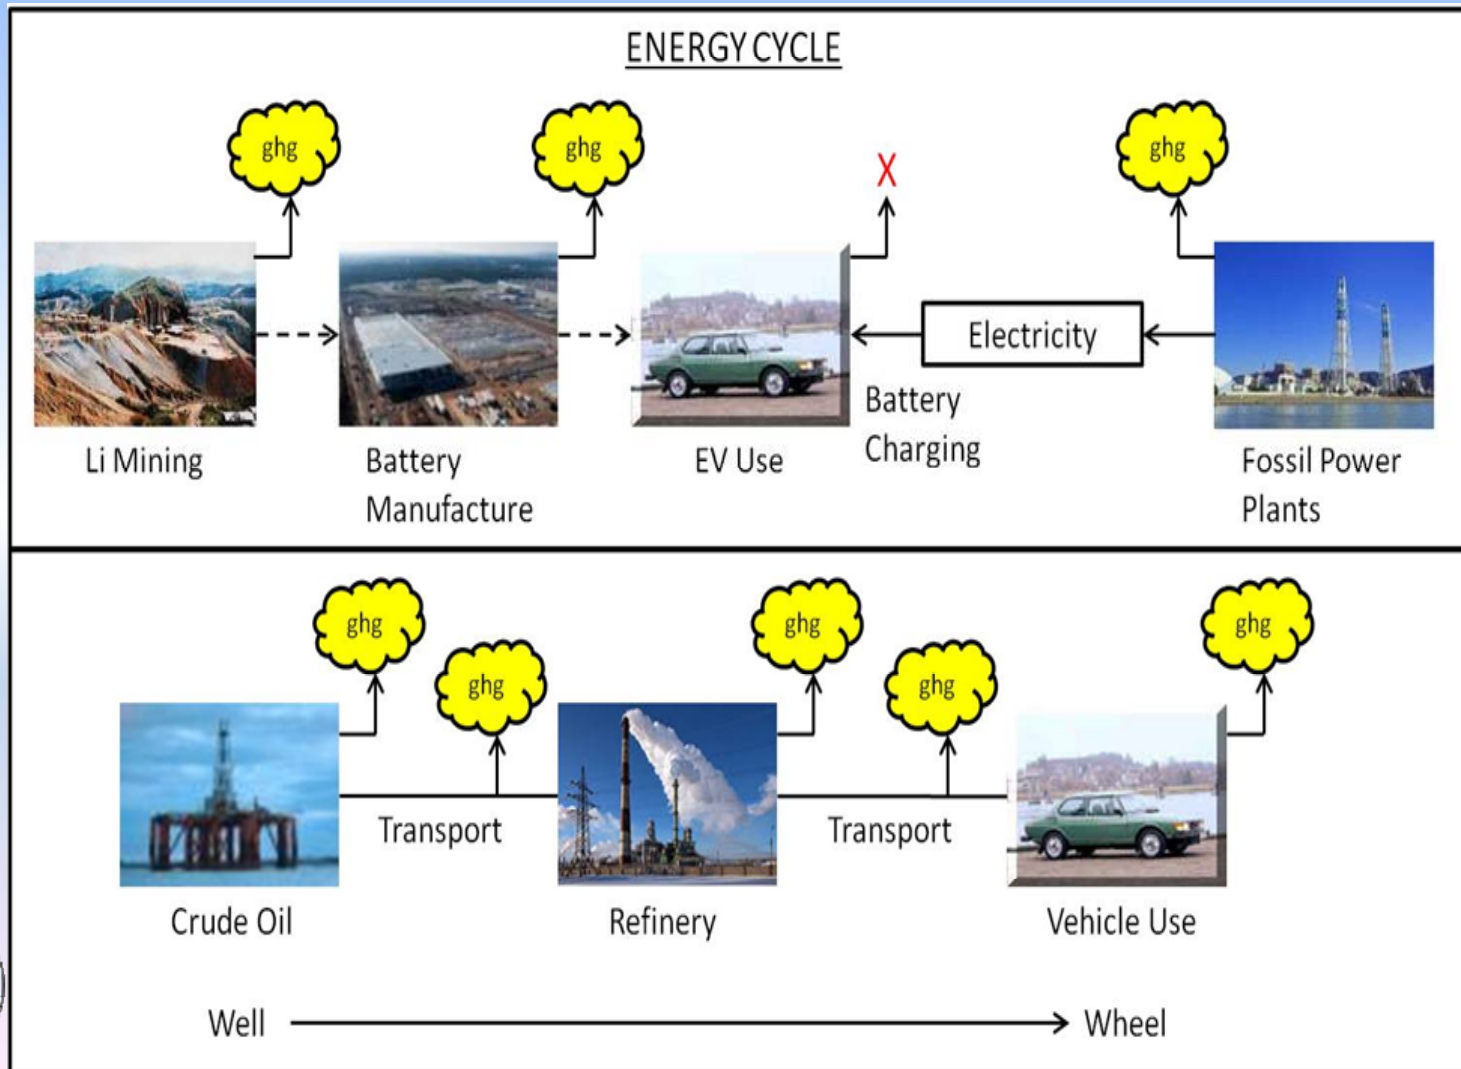 ENERGY CYCLE
ghg
ghg
X
ghg
Electricity
Battery
Charging
Li Mining
Battery
Manufacture
EV Use
Fossil Power
Plants
ghg
ghg
ghg
ghg
ghg
Transport
Transport
Crude Oil
Refinery
Vehicle Use
Well
Wheel